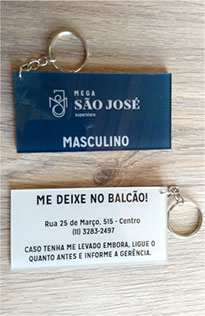 MEGA
SÃO JOSÉ
superstore
MASCULINO
ME DEIXE NO BALCÃO!
Rua 25 de Março, 515 - Centro
(11) 3283-2497
CASO TENHA ME LEVADO EMBORA, LIGUE O
QUANTO ANTES E INFORME A GERÊNCIA.